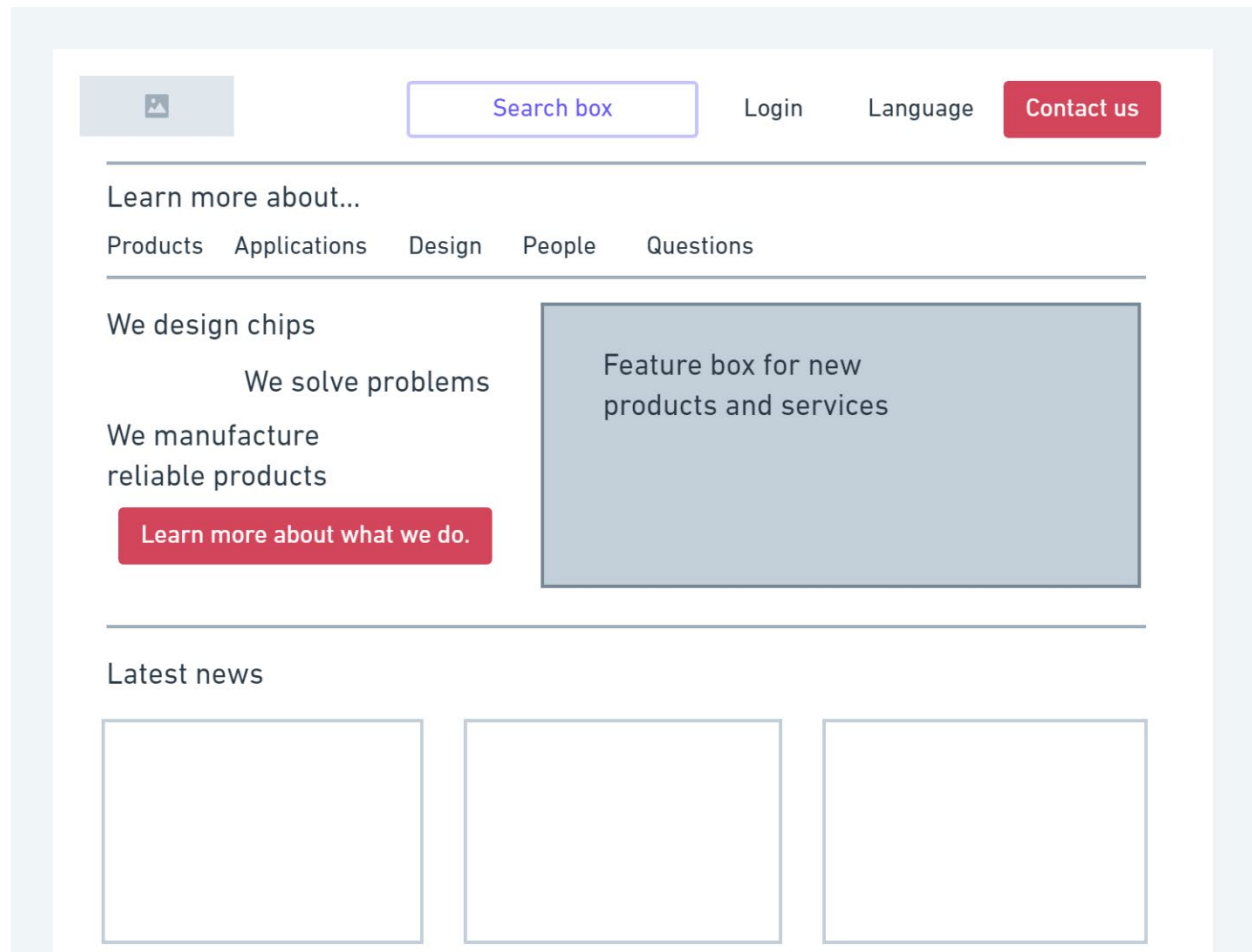 Search box
Login
Language
Contact us
Learn more about...
Products
Applications
Design
People
Questions
We design chips
We solve problems
We manufacture
reliable products
Learn more about what we do.
Feature box for new
products and services
Latest news